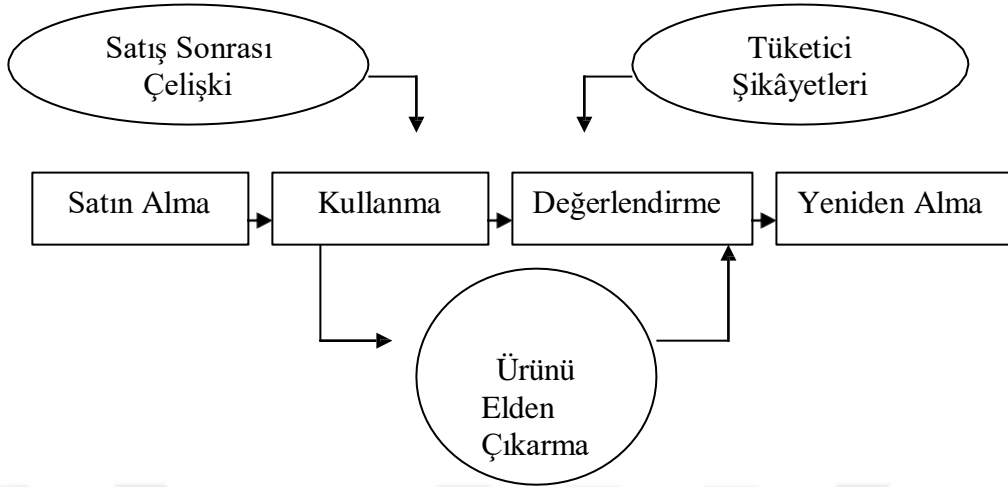 Satış Sonrası
Çelişki
Tüketici
Şikâyetleri
Satın Alma
Kullanma
Değerlendirme
Yeniden Alma
Ürünü
Elden
Çıkarma